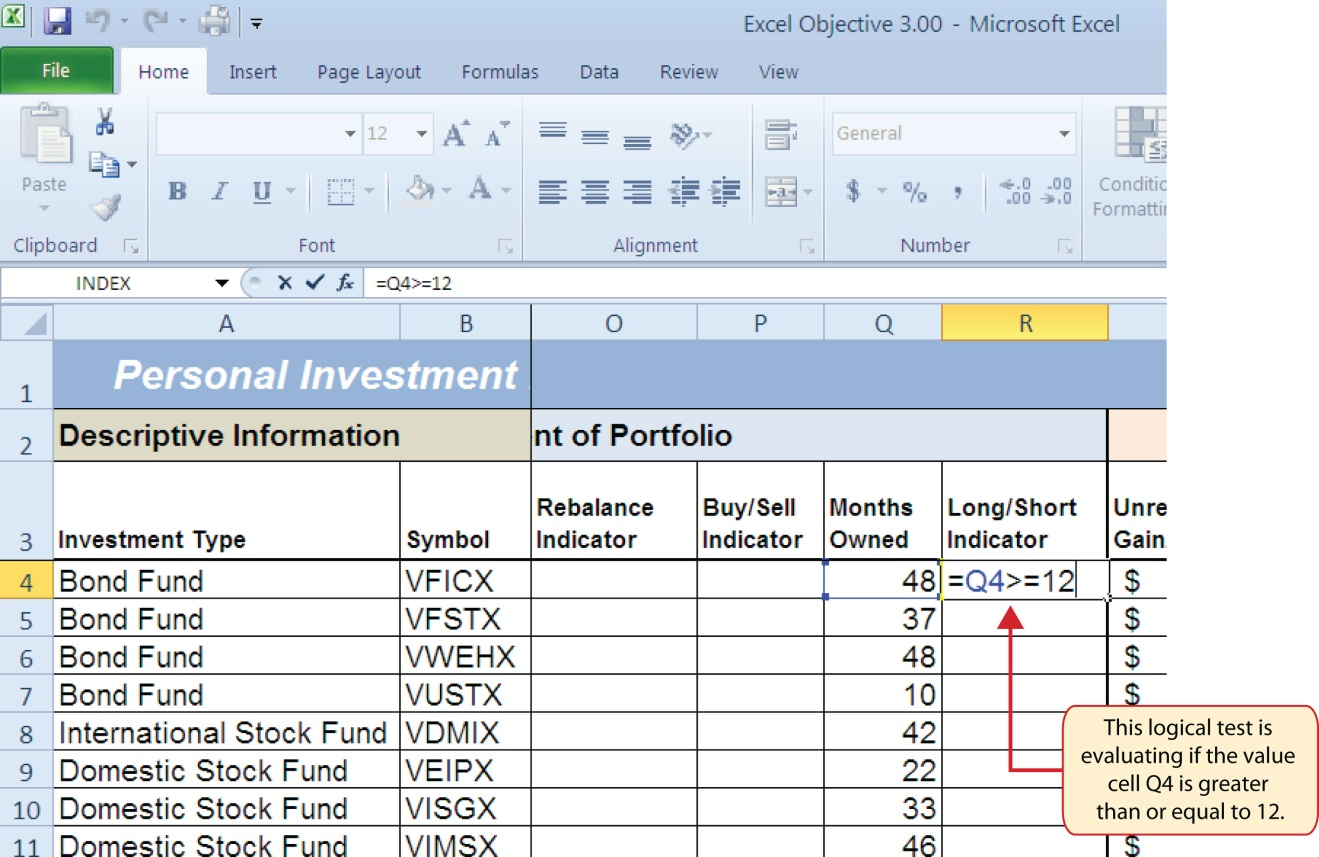 Excel Objective 3.00 - Microsoft Excel
File Home Insert Page Layout Formulas Data Review View
12 General
Paste
B I U $ % ,
Clipboard Font Alignment Number
INDEX fx =Q4>=12
A B O P Q R
1 Personal Investment
2 Descriptive Information nt of Portfolio
Rebalance Buy/Sell Months Long/Short Unre
3 Investment Type Symbol Indicator Indicator Owned Indicator Gain
4 Bond Fund VFICX 48 =Q4>=12 $
5 Bond Fund VFSTX 37 $
6 Bond Fund VWEHX 48 $
7 Bond Fund VUSTX 10 $
8 International Stock Fund VDMIX 42
9 Domestic Stock Fund VEIPX 22
10 Domestic Stock Fund VISGX 33
11 Domestic Stock Fund VIMSX 46 $
This logical test is
evaluating if the value
cell Q4 is greater
than or equal to 12.